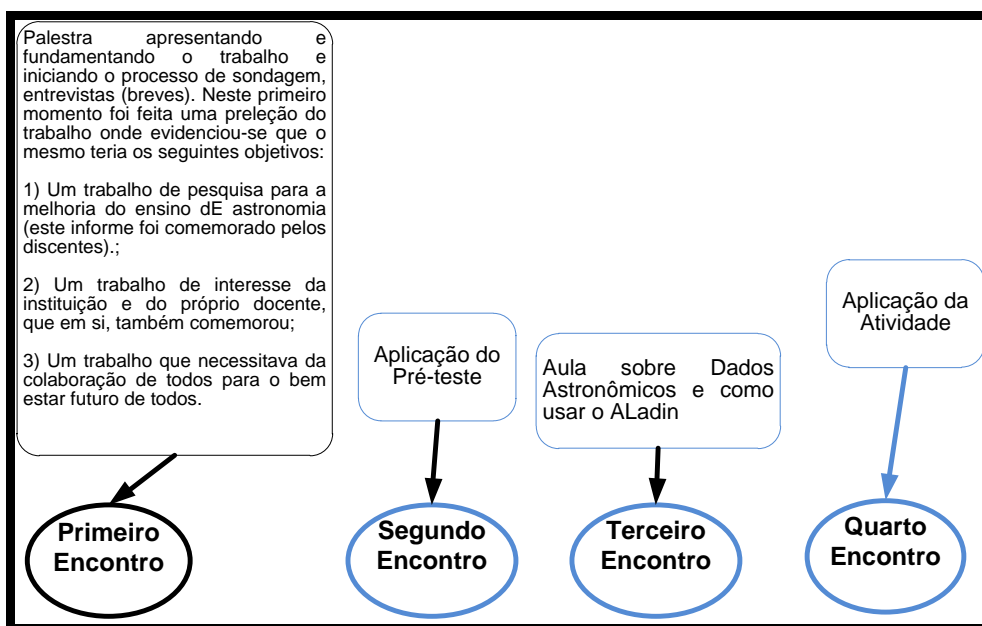 Palestra apresentando e
fundamentando o trabalho e
iniciando o processo de sondagem,
entrevistas (breves). Neste primeiro
momento foi feita uma preleção do
trabalho onde evidenciou-se que o
mesmo teria os seguintes objetivos:
1) Um trabalho de pesquisa para a
melhoria do ensino dE astronomia
(este informe foi comemorado pelos
discentes).;
2) Um trabalho de interesse da
instituição e do próprio docente,
que em si, também comemorou;
3) Um trabalho que necessitava da
colaboração de todos para o bem
estar futuro de todos.
Aplicação do
Pré-teste
Aula sobre Dados
Astronômicos e como
usar o ALadin
Aplicação da
Atividade
Primeiro
Encontro
Segundo
Encontro
Terceiro
Encontro
Quarto
Encontro